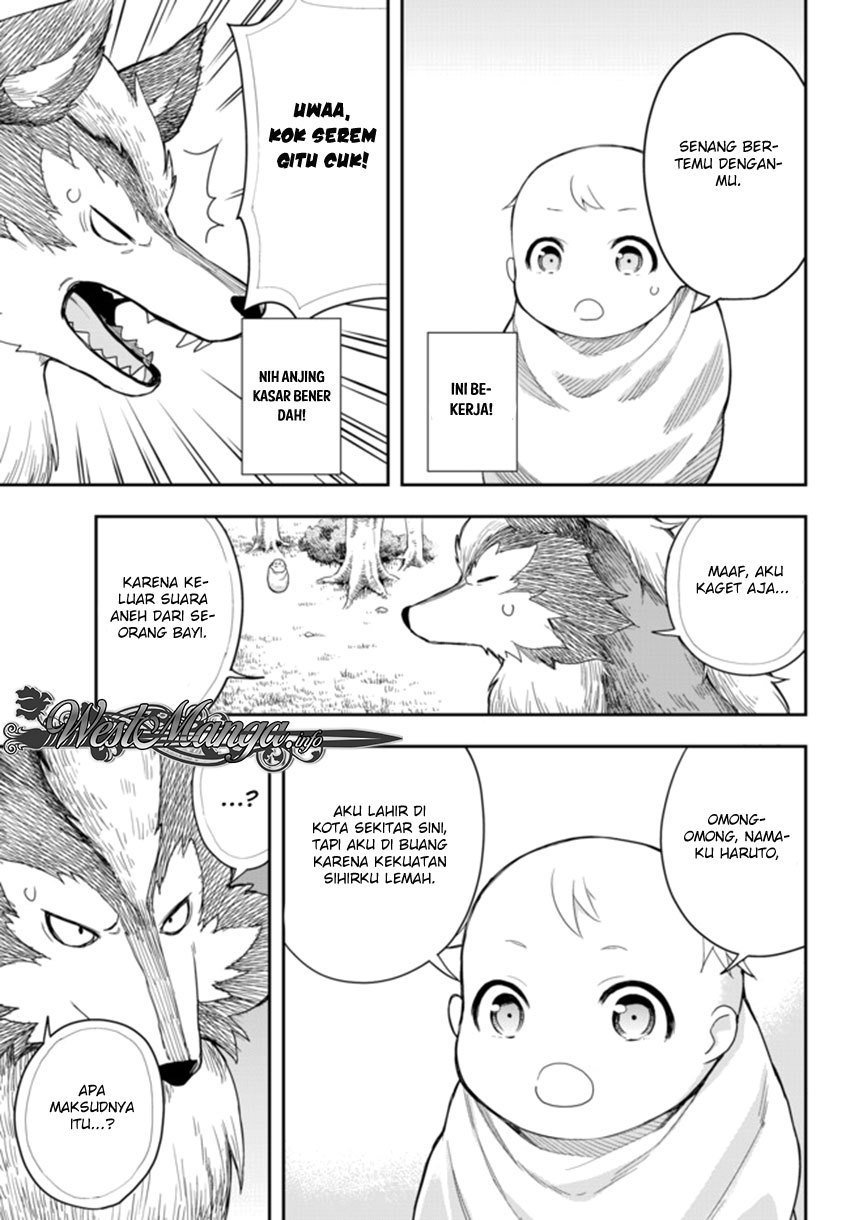 SENANG BER-
TEMU DENGAN-
MU.
INI BE-
KERJA!
UWAA,
KOK SEREM
GITU CUK!
NIH ANJING
KASAR BENER
DAH!
MAAF, AKU
KAGET AJA...
KARENA KE-
LUAR SUARA
ANEH DARI SE-
ORANG BAYI.
WestManga.info
OMONG-
OMONG, NAMA-
KU HARUTO,
AKU LAHIR DI
KOTA SEKITAR SINI,
TAPI AKU DI BUANG
KARENA KEKUATAN
SIHIRKU LEMAH.
...?
APA
MAKSUDNYA
ITU...?